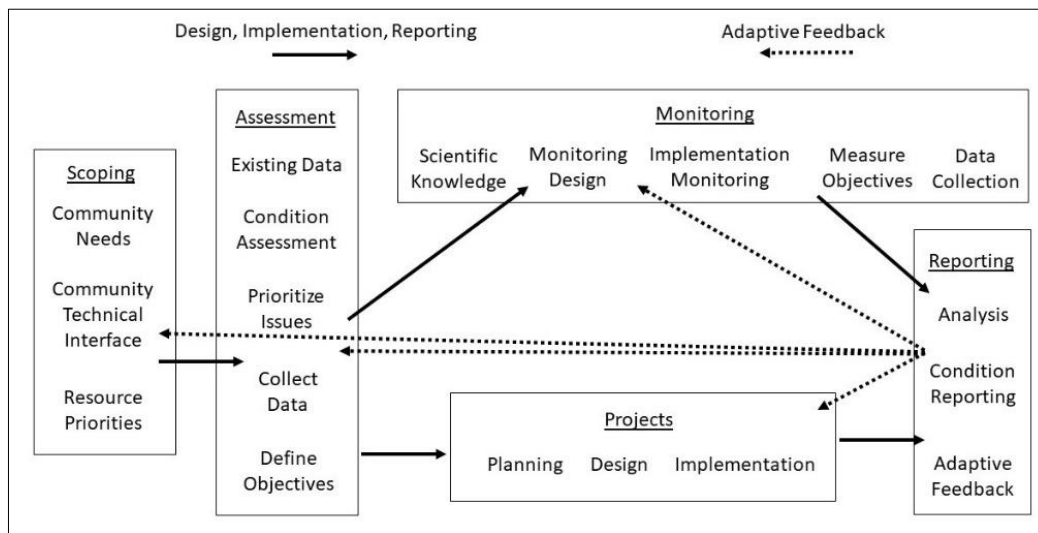 Design, Implementation, Reporting
Adaptive Feedback
Scoping
Community
Needs
Community
Technical
Interface
Resource
Priorities
Assessment
Existing Data
Condition
Assessment
Prioritize
Issues
Collect
Data
Define
Objectives
Monitoring
Scientific
Knowledge
Monitoring
Design
Implementation
Monitoring
Measure
Objectives
Data
Collection
Projects
Planning
Design
Implementation
Reporting
Analysis
Condition
Reporting
Adaptive
Feedback